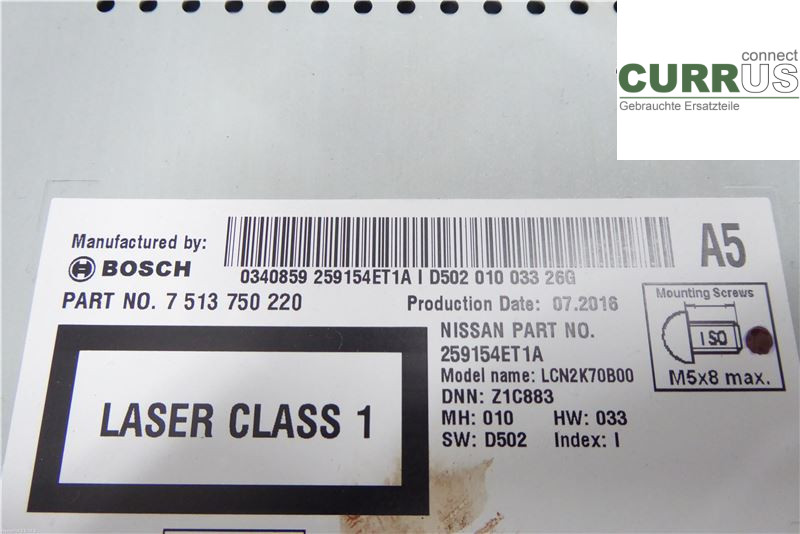 connect
CURRUS
Gebrauchte Ersatzteile
Manufactured by:
BOSCH
0340859 259154ET1A I D502 010 033 26G
A5
PART NO. 7 513 750 220
Production Date: 07.2016
Mounting Screws
ISO
M5x8 max.
NISSAN PART NO.
259154ET1A
Model name: LCN2K70B00
DNN: Z1C883
MH: 010 HW: 033
SW: D502 Index: I
LASER CLASS 1